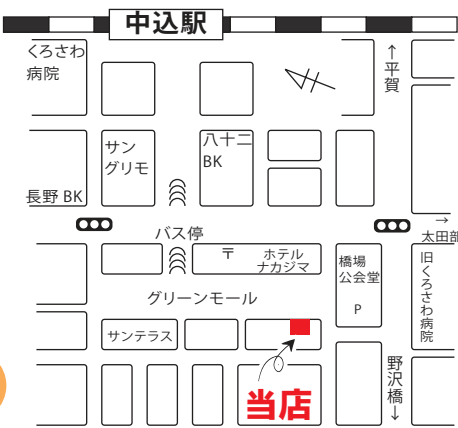 中込駅
くろさわ
病院
↑平賀
サン
グリモ
八十二
BK
長野 BK
→
太田部
バス停
〒
ホテル
ナカジマ
橋場
公会堂
P
旧くろさわ病院
グリーンモール
サンテラス
野沢橋↓
当店